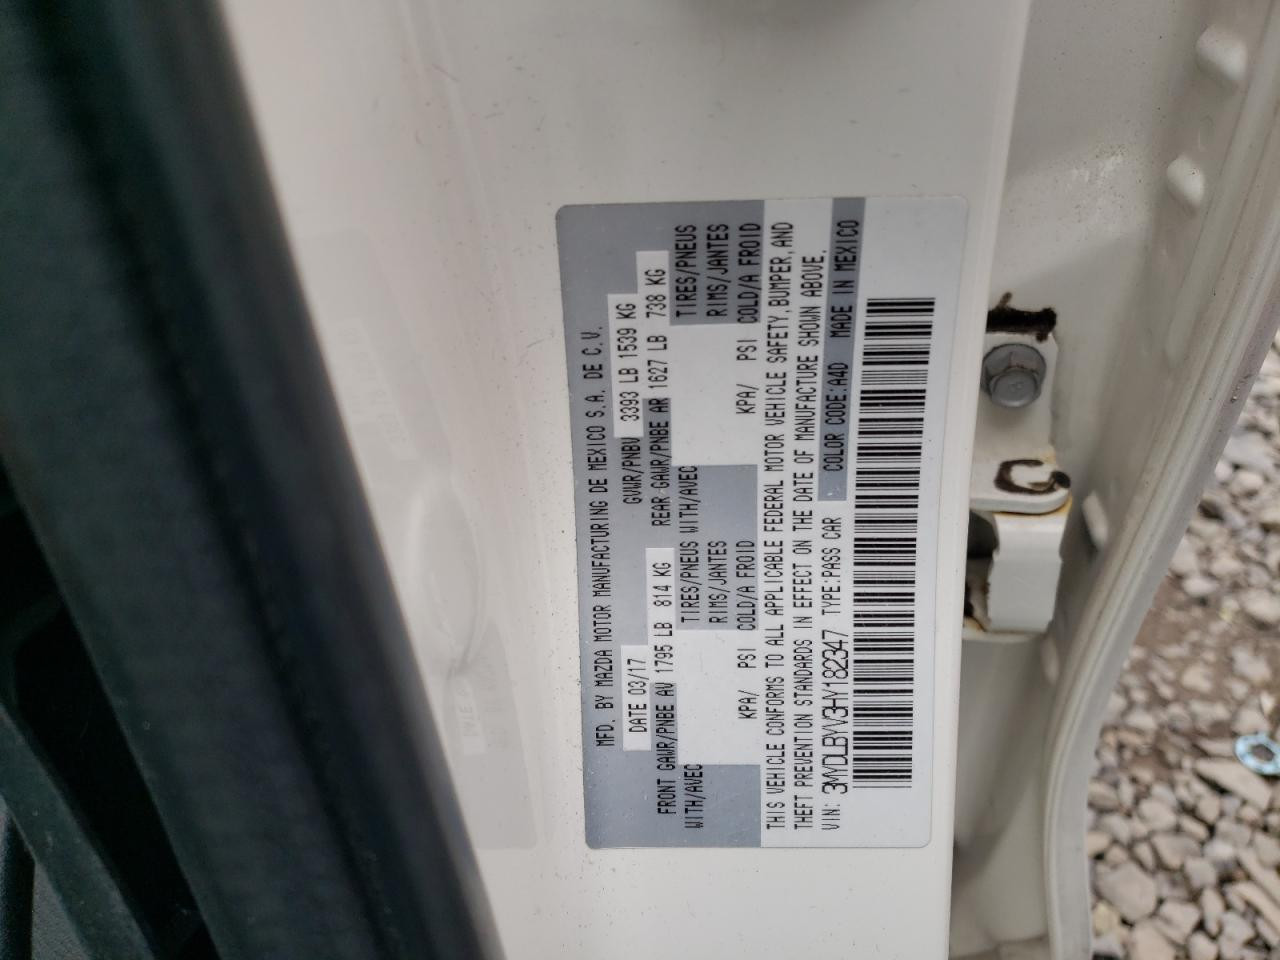 MFD. BY MAZDA MOTOR MANUFACTURING DE MEXICO S.A. DE C.V.
DATE 03/17 GVWR/PNBV 3393 LB 1539 KG
FRONT GAWR/PNBE AV 1795 LB 814 KG REAR GAWR/PNBE AR 1627 LB 738 KG
WITH/AVEC TIRES/PNEUS WITH/AVEC TIRES/PNEUS
RIMS/JANTES RIMS/JANTES
KPA/ PSI COLD/A FROID KPA/ PSI COLD/A FROID
THIS VEHICLE CONFORMS TO ALL APPLICABLE FEDERAL MOTOR VEHICLE SAFETY, BUMPER, AND
THEFT PREVENTION STANDARDS IN EFFECT ON THE DATE OF MANUFACTURE SHOWN ABOVE.
VIN: 3MYDLBYV3HY182347 TYPE:PASS CAR COLOR CODE:A4D MADE IN MEXICO